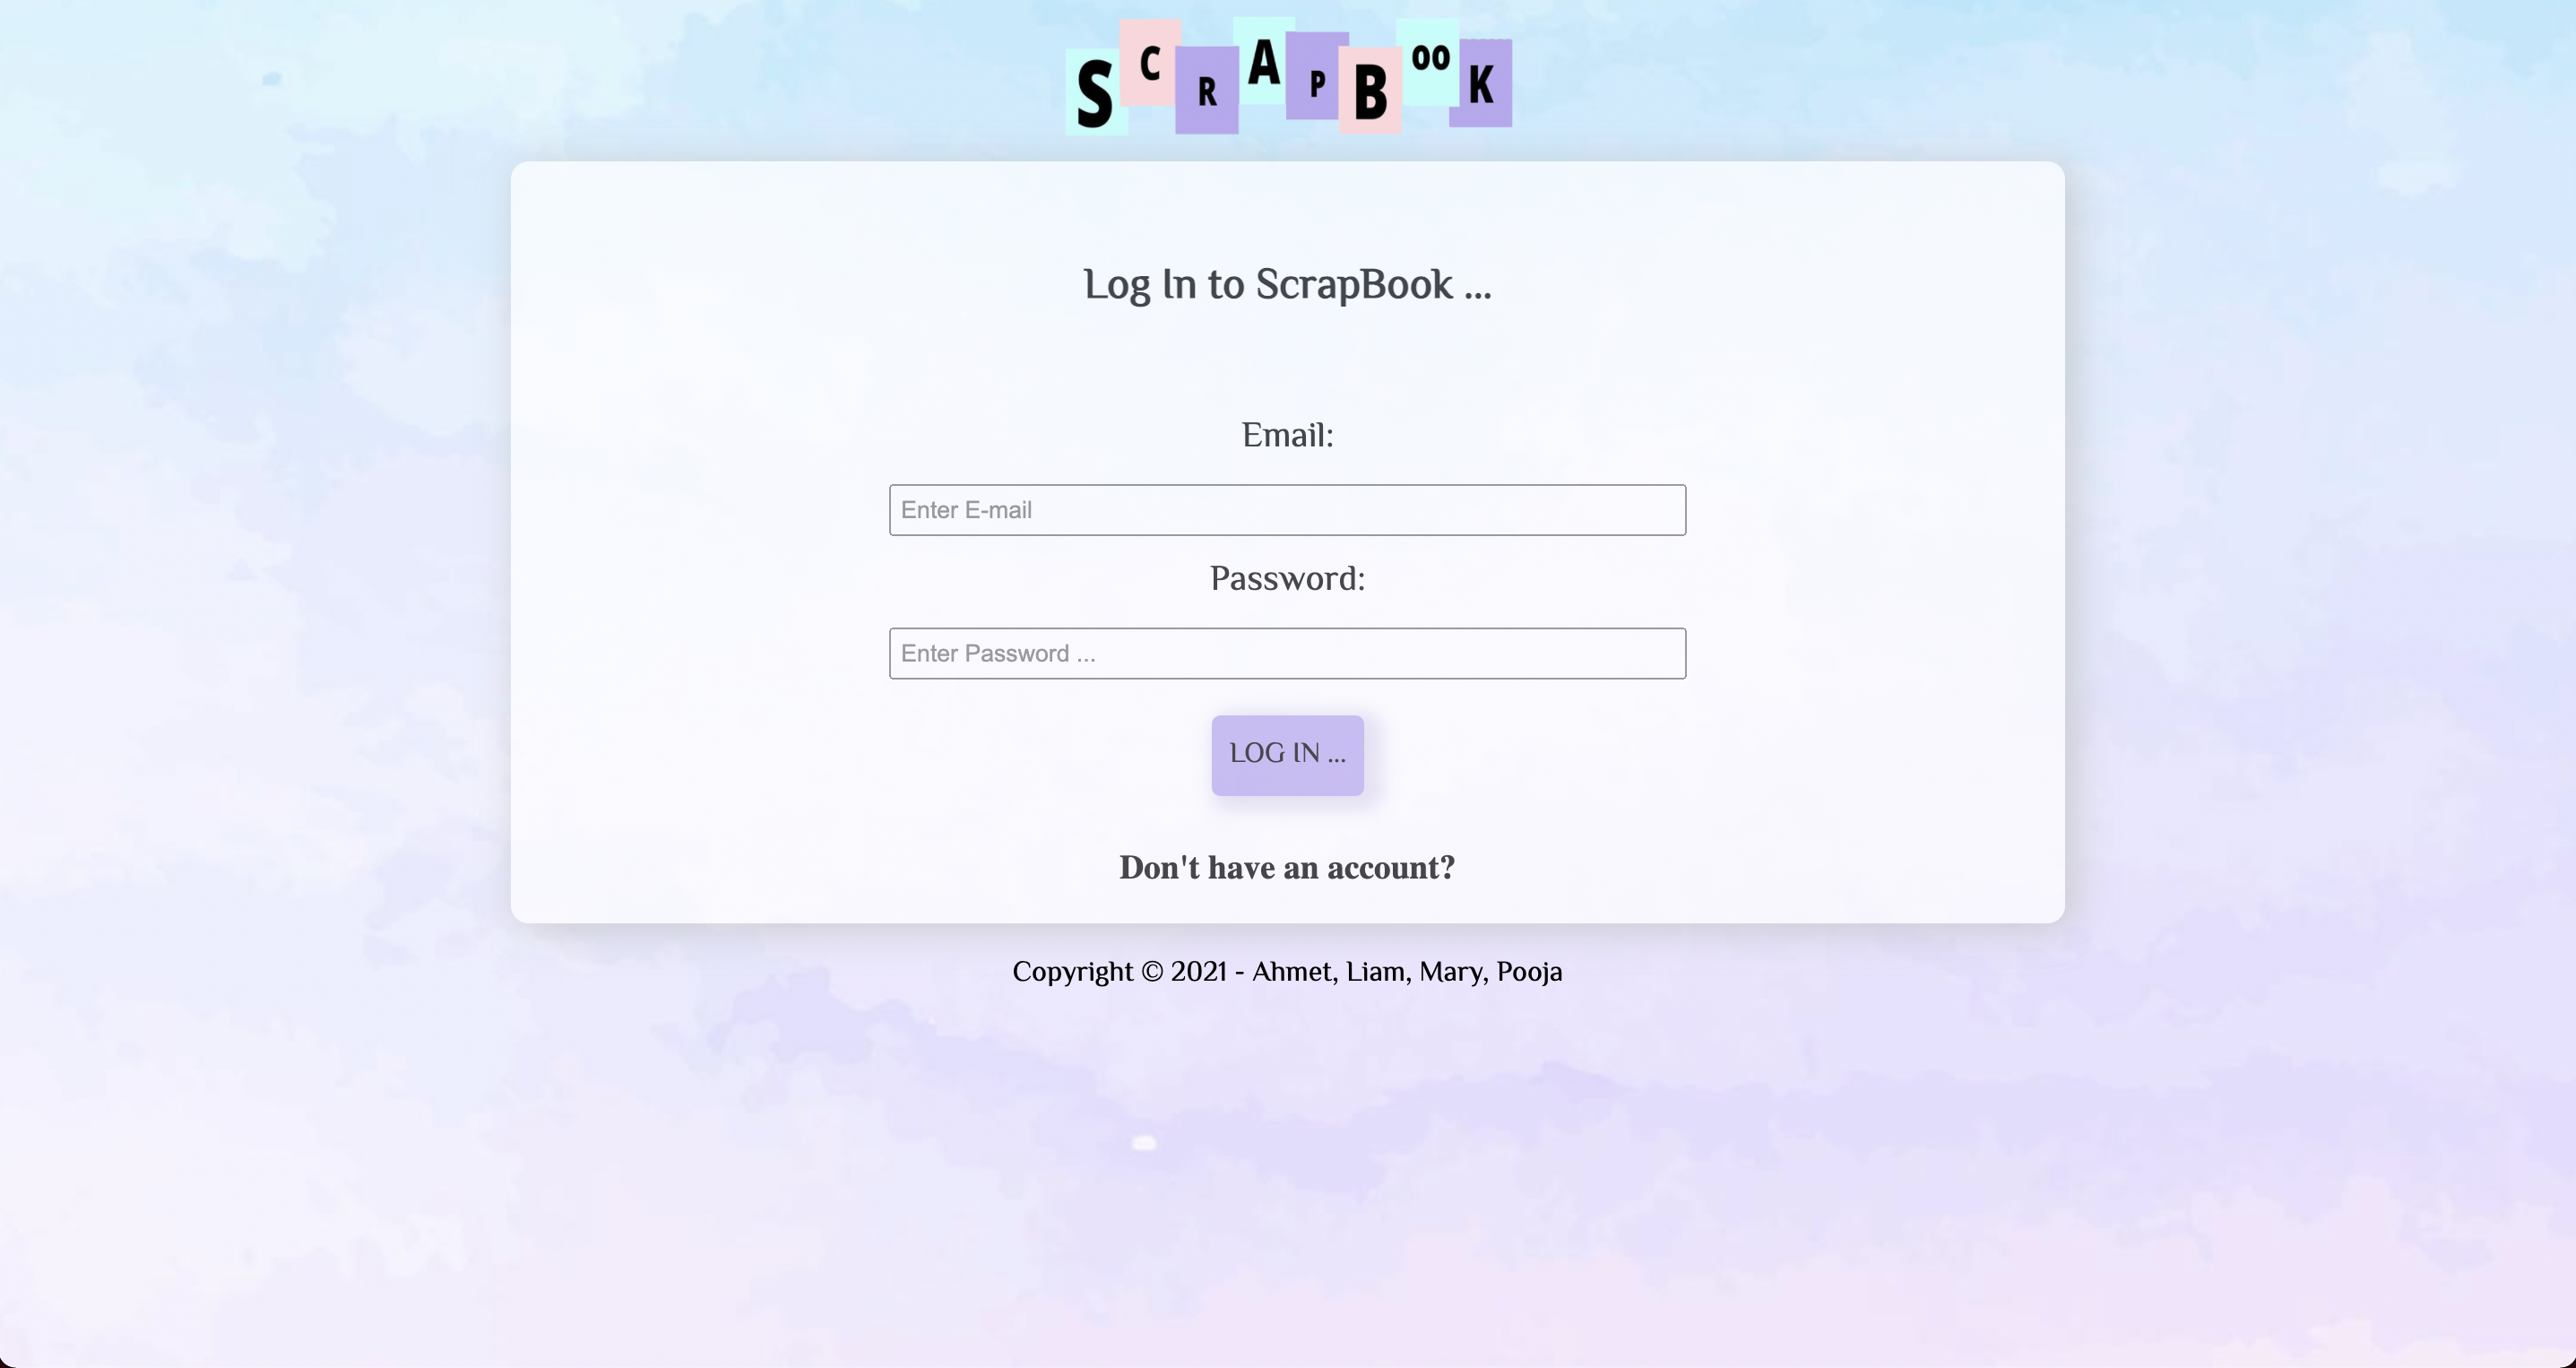 SCRAPBOOK
Log In to ScrapBook ...
Email:
Enter E-mail
Password:
Enter Password ...
LOG IN ...
Don't have an account?
Copyright © 2021 - Ahmet, Liam, Mary, Pooja